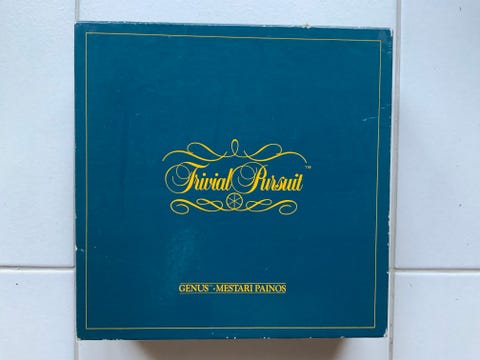 Trivial Pursuit™
GENUS™-MESTARI PAINOS